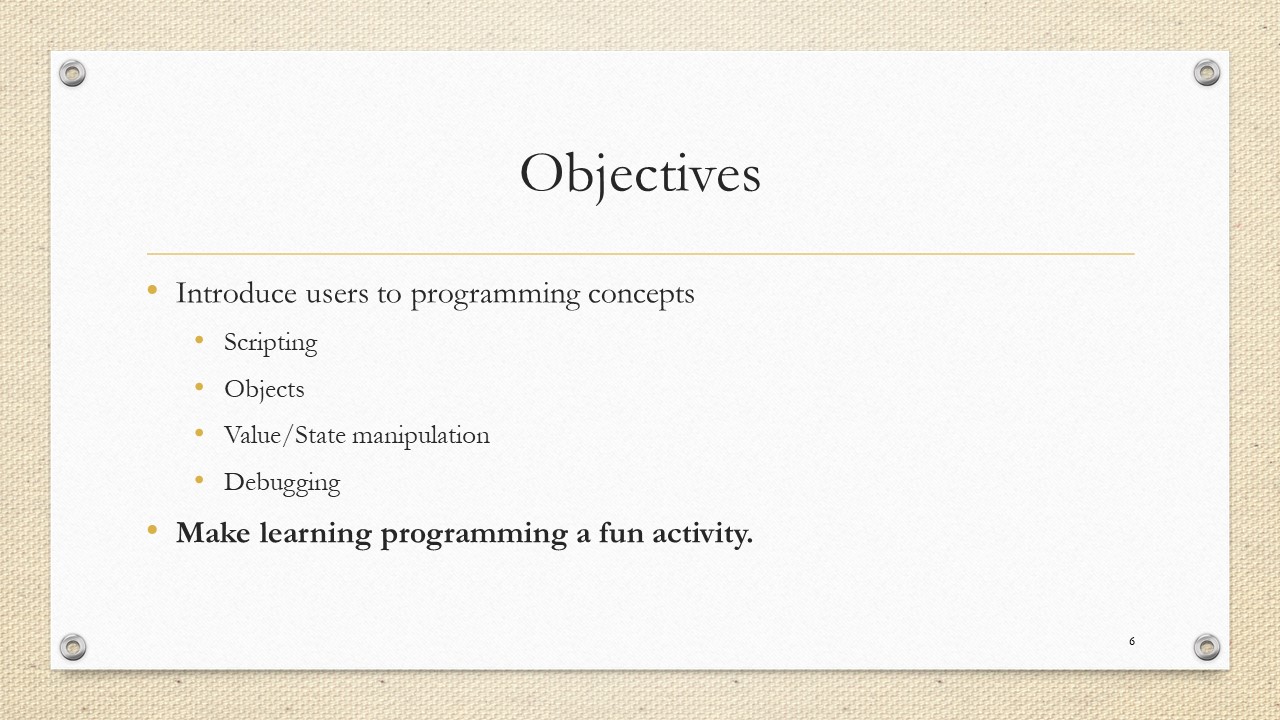 Objectives
• Introduce users to programming concepts
• Scripting
• Objects
• Value/State manipulation
• Debugging
• Make learning programming a fun activity.
6